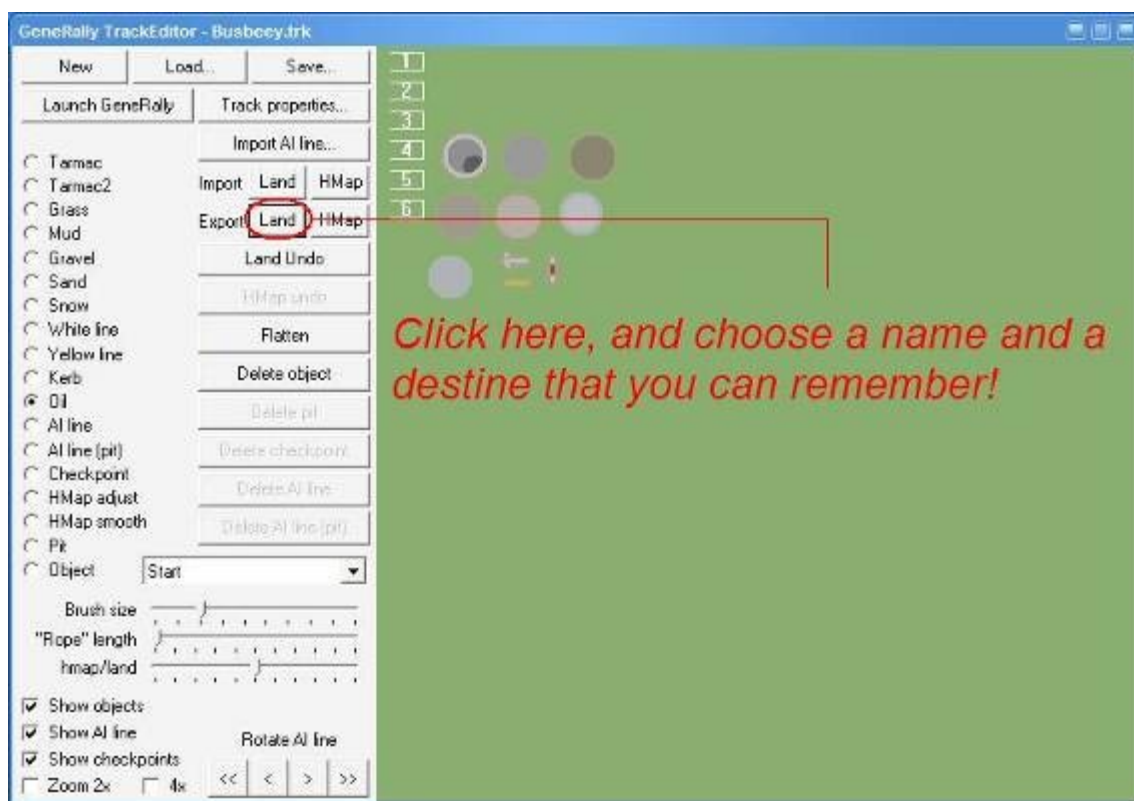 GeneRally TrackEditor - Busbeey.trk
New Load... Save...
Launch GeneRally Track properties...
Import AI line...
Import Land HMap
Export Land HMap
Land Undo
HMap undo
Flatten
Delete object
Delete pit
Delete checkpoint
Delete AI line
Delete AI line (pit)
Tarmac
Tarmac2
Grass
Mud
Gravel
Sand
Snow
White line
Yellow line
Kerb
Oil
AI line
AI line (pit)
Checkpoint
HMap adjust
HMap smooth
Pit
Object Start
Brush size
"Rope" length
hmap/land
Show objects
Show AI line
Show checkpoints
Zoom 2x 4x
Rotate AI line
<< < > >>
1
2
3
4
5
6
Click here, and choose a name and a
destine that you can remember!